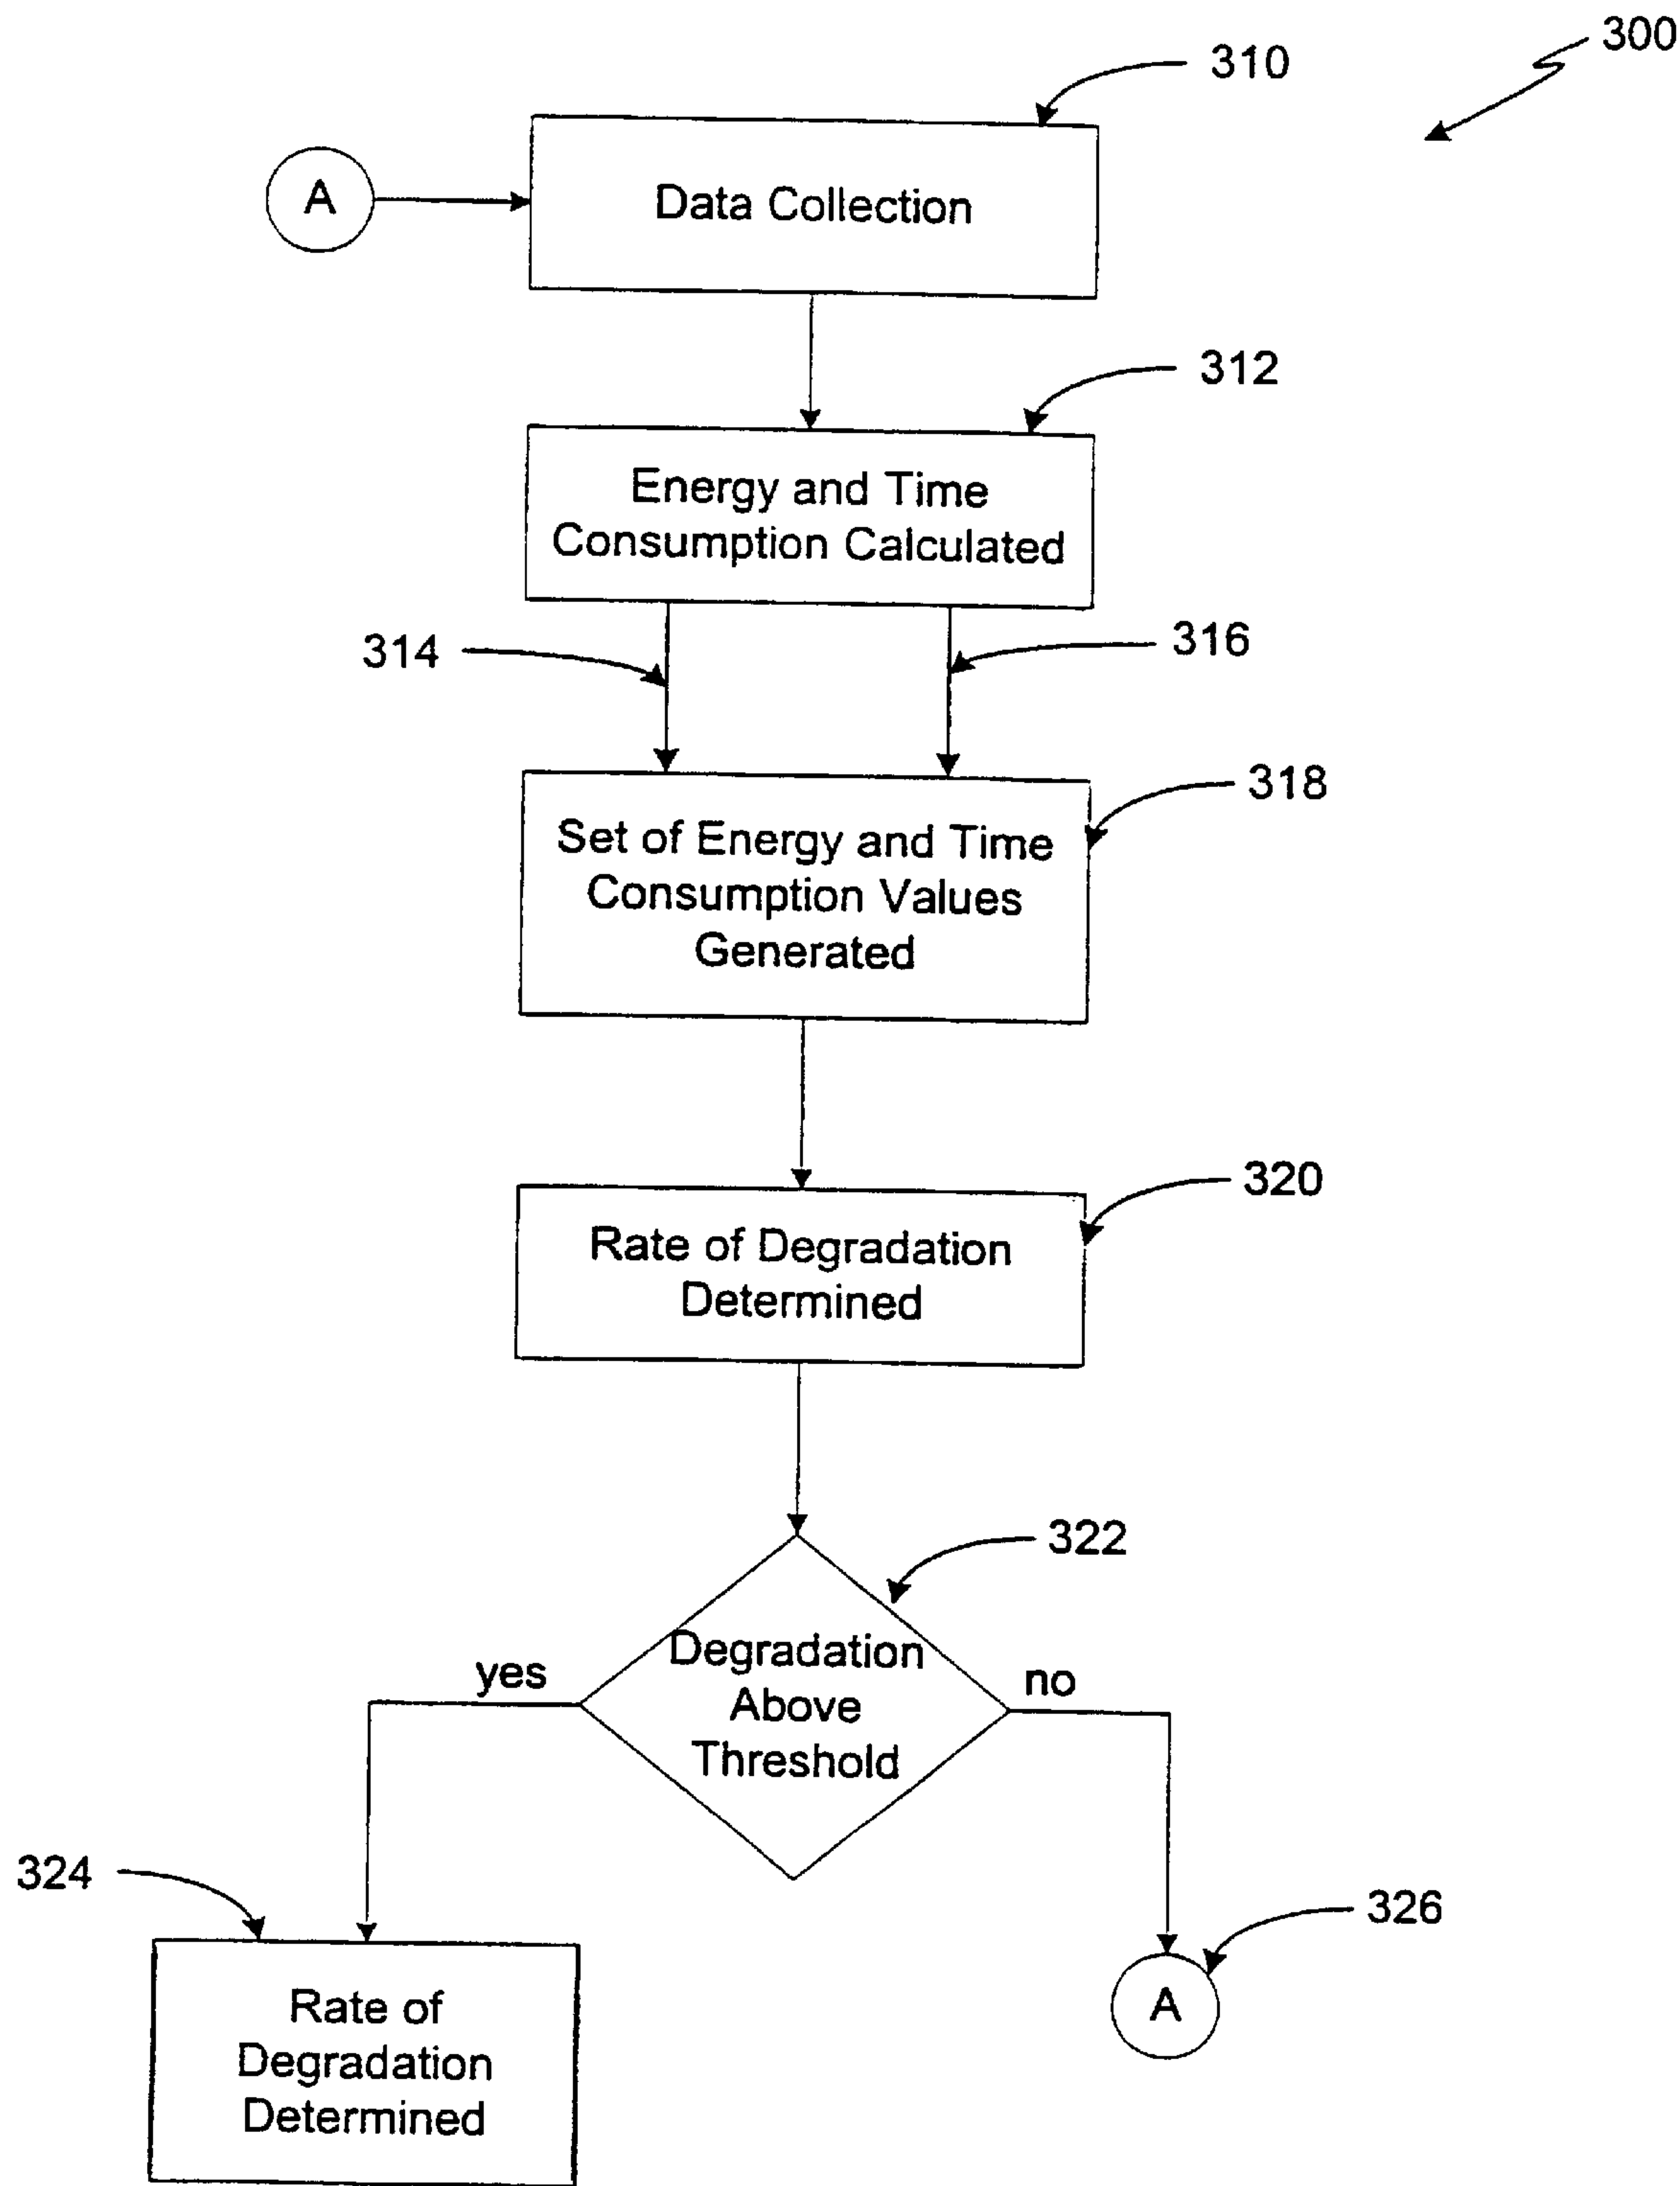 300
310
A
Data Collection
312
Energy and Time
Consumption Calculated
314
316
318
Set of Energy and Time
Consumption Values
Generated
320
Rate of Degradation
Determined
322
Degradation
Above
Threshold
yes
no
324
326
Rate of
Degradation
Determined
A